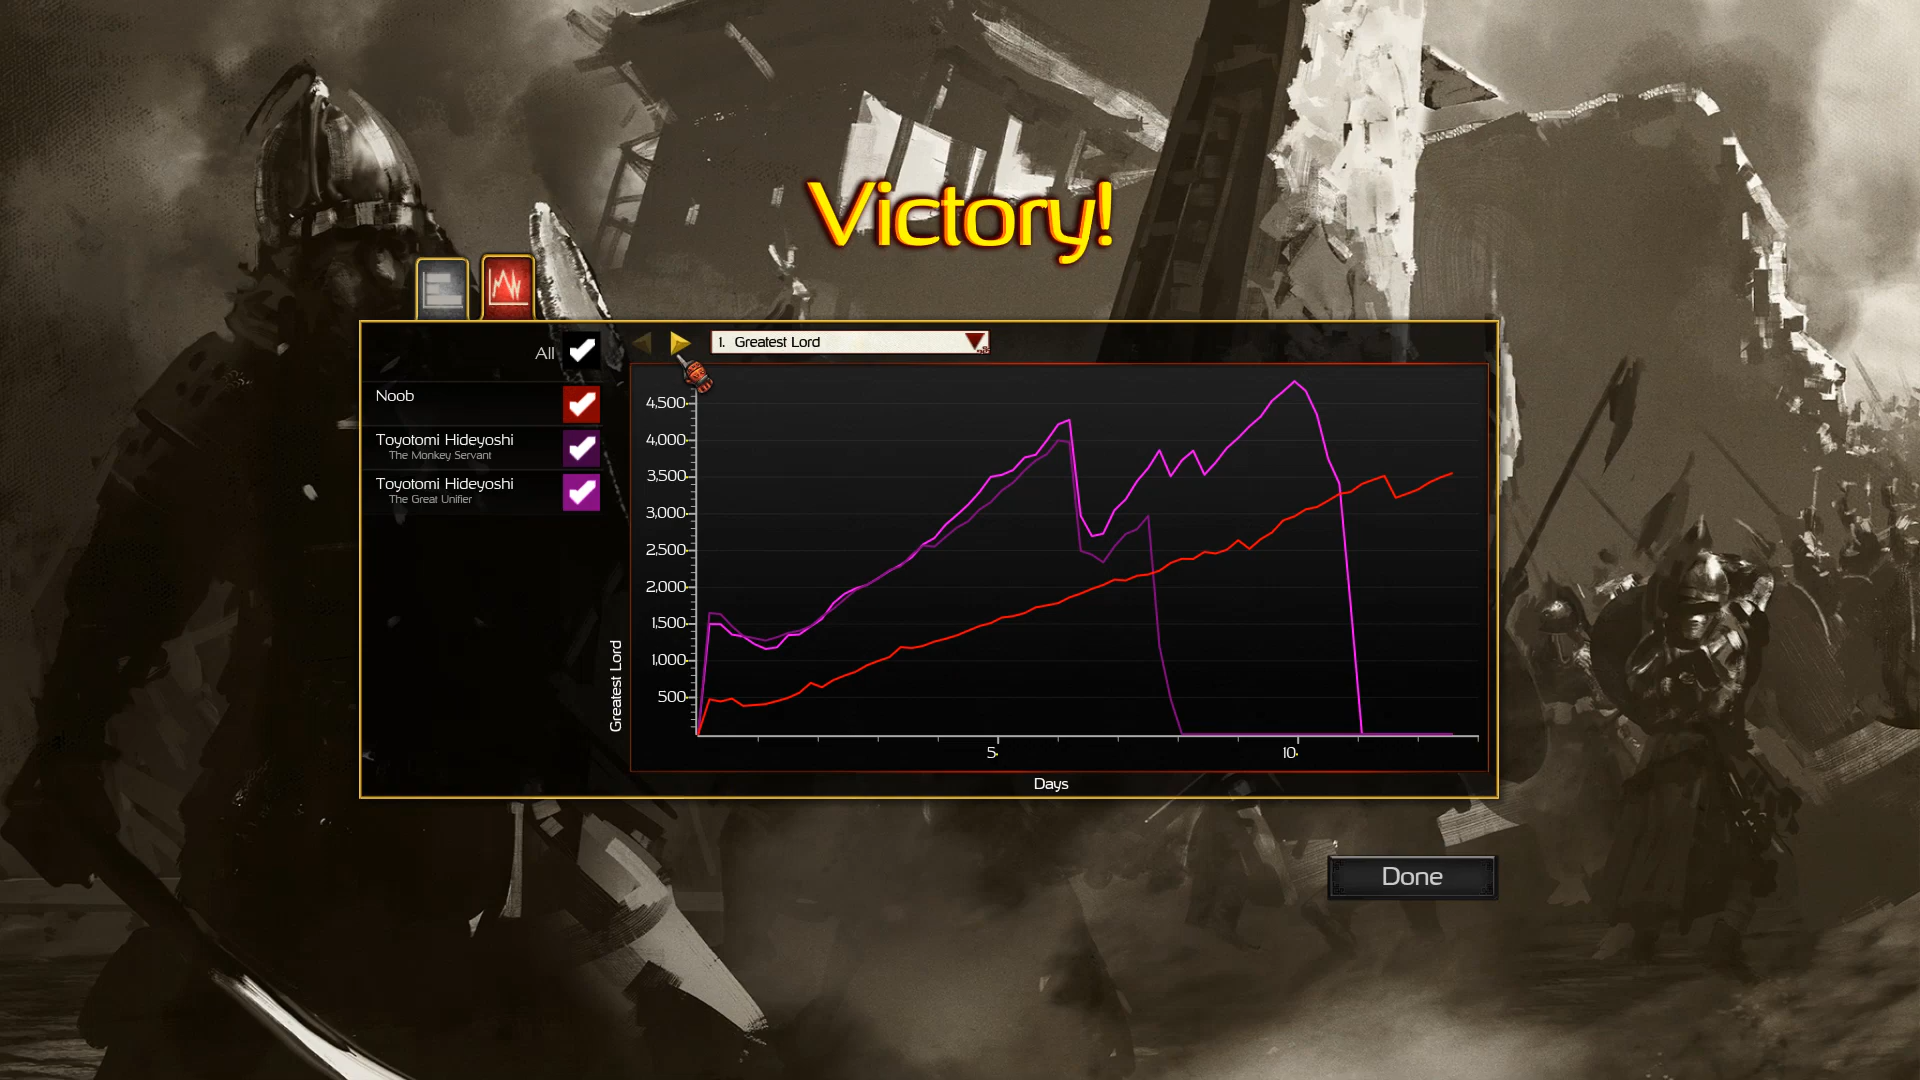 Victory!
All
1. Greatest Lord
Noob
Toyotomi Hideyoshi
The Monkey Servant
Toyotomi Hideyoshi
The Great Unifier
Greatest Lord
4,500
4,000
3,500
3,000
2,500
2,000
1,500
1,000
500
5
10
Days
Done